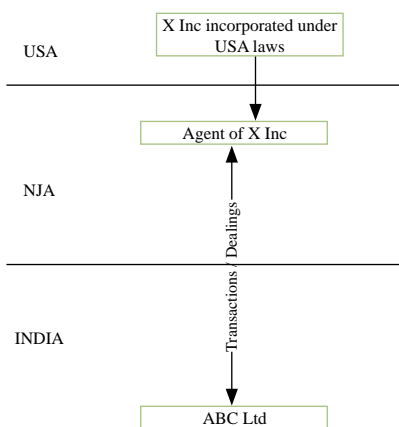 X Inc incorporated under
USA laws
USA
Agent of X Inc
NJA
Transactions / Dealings
INDIA
ABC Ltd